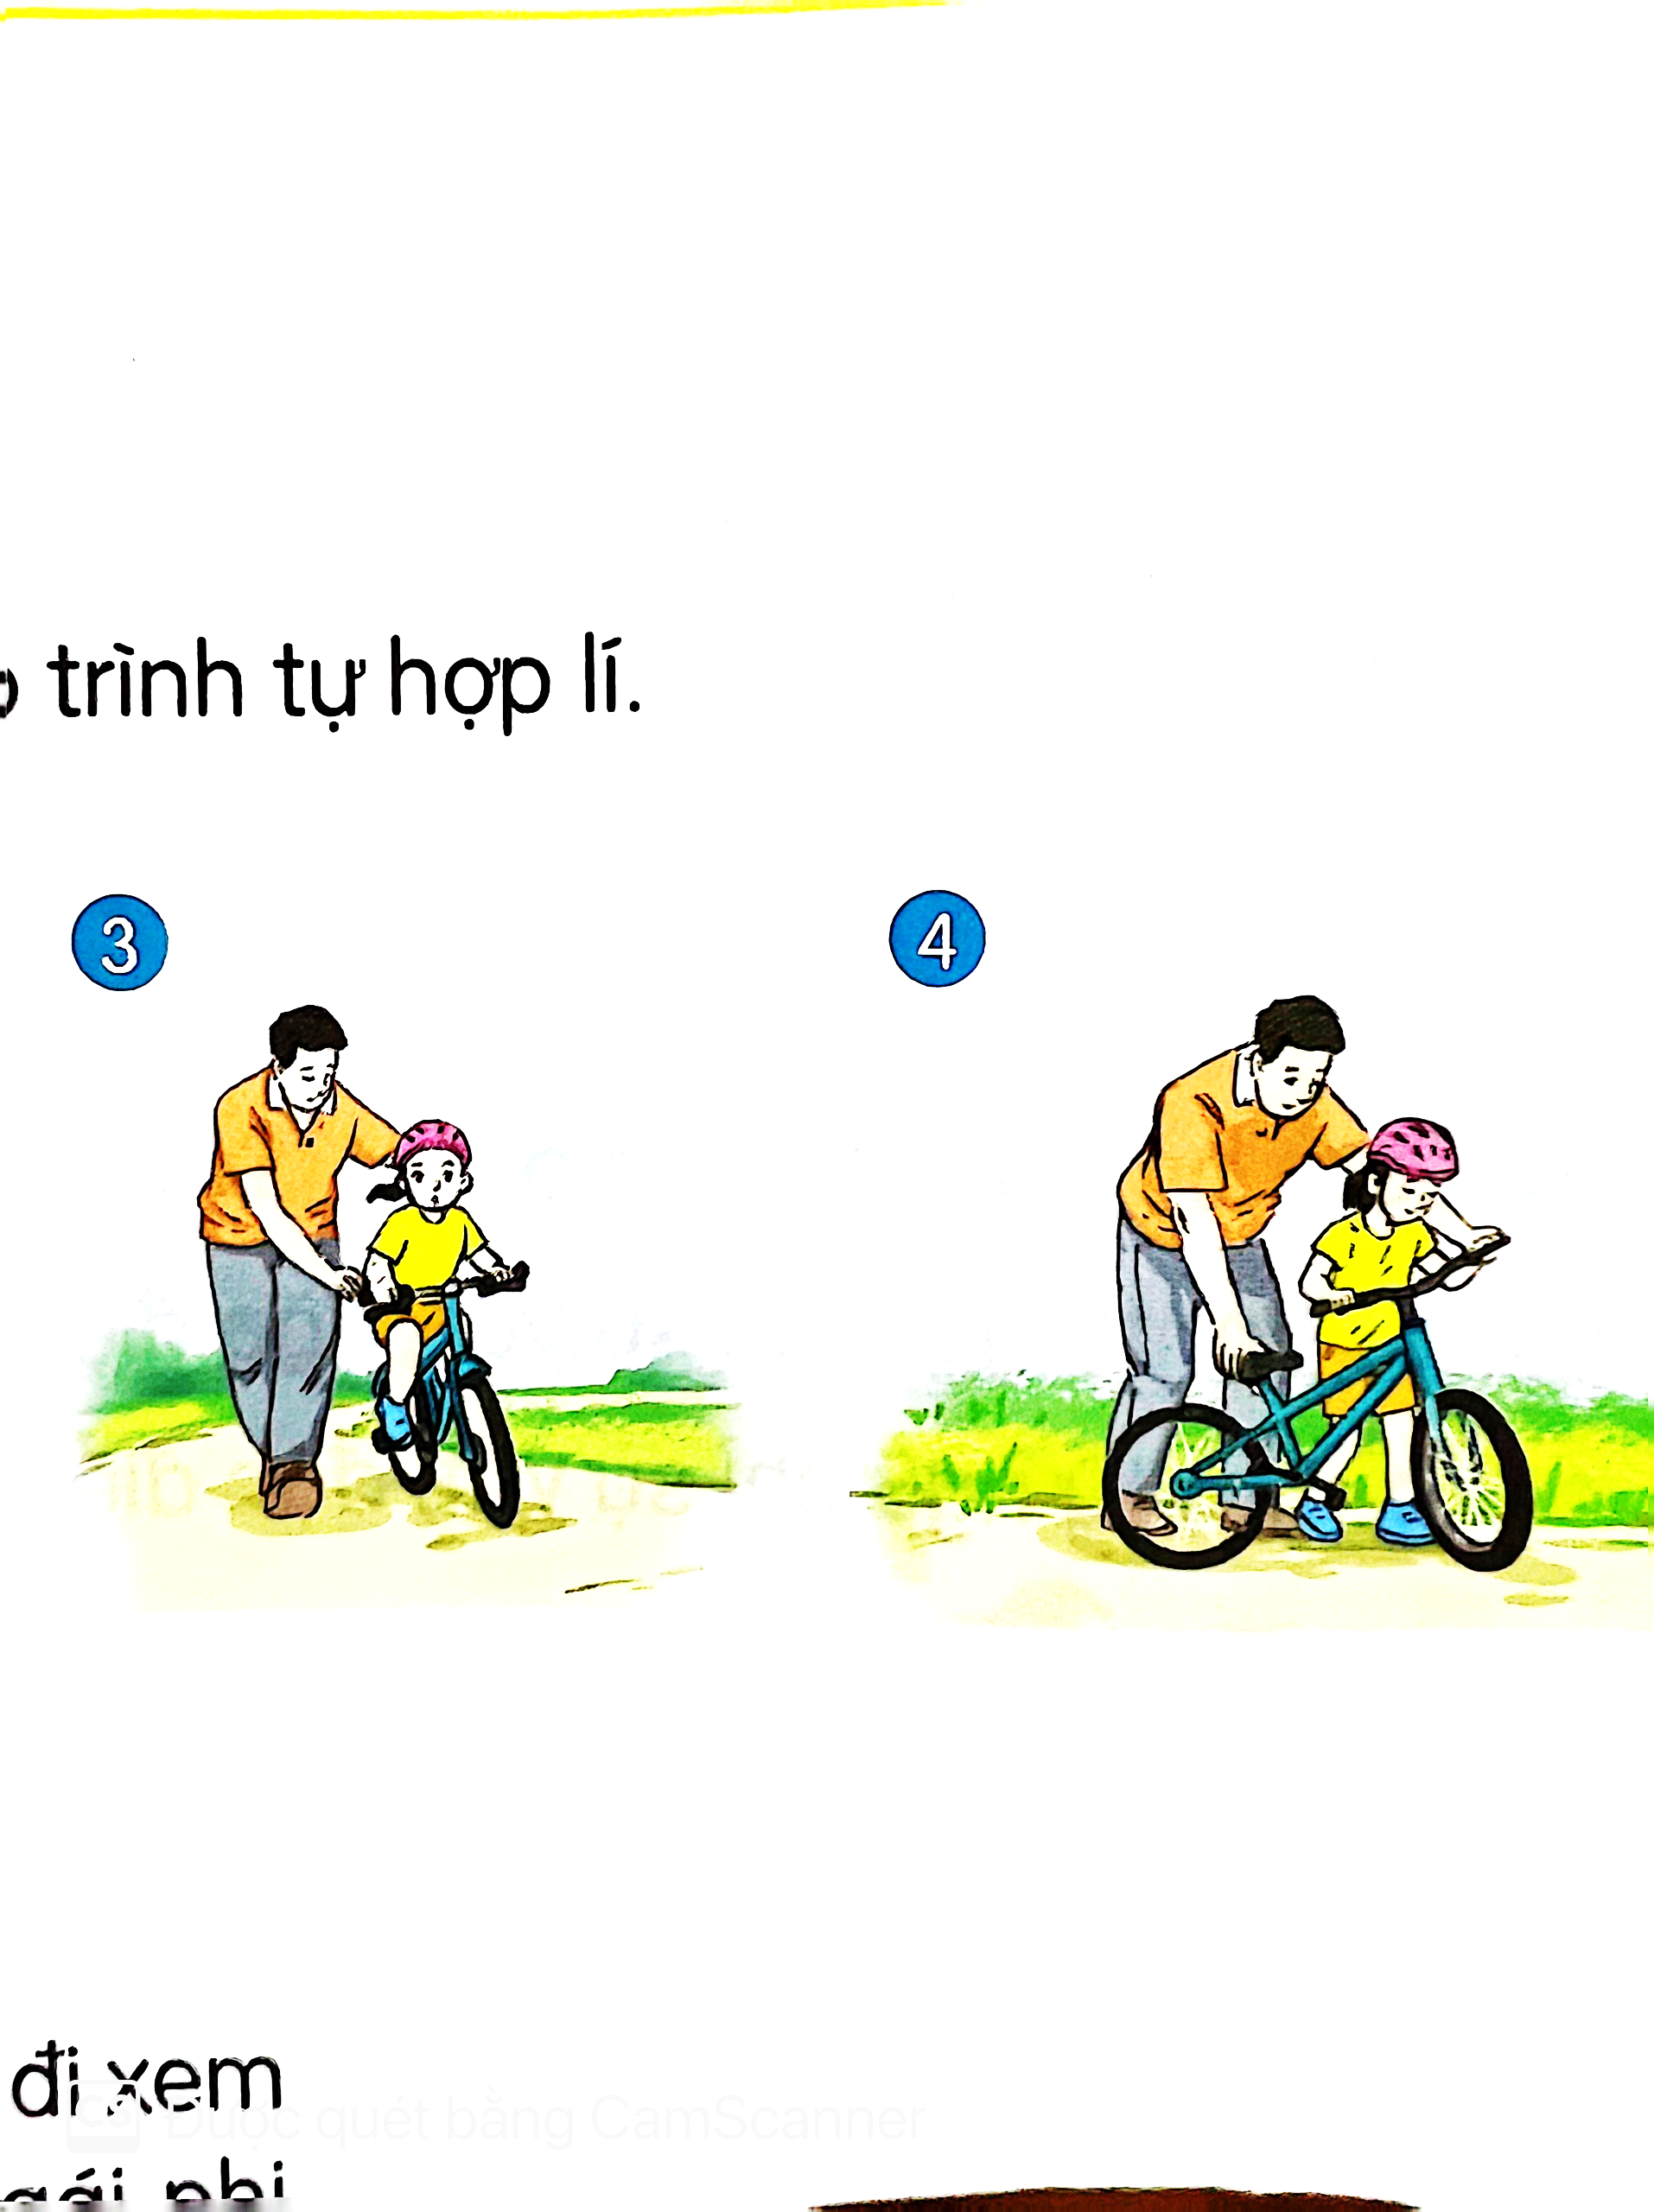 trình tự hợp lí.
3 4
đi xem
Được quét bằng CamScanner